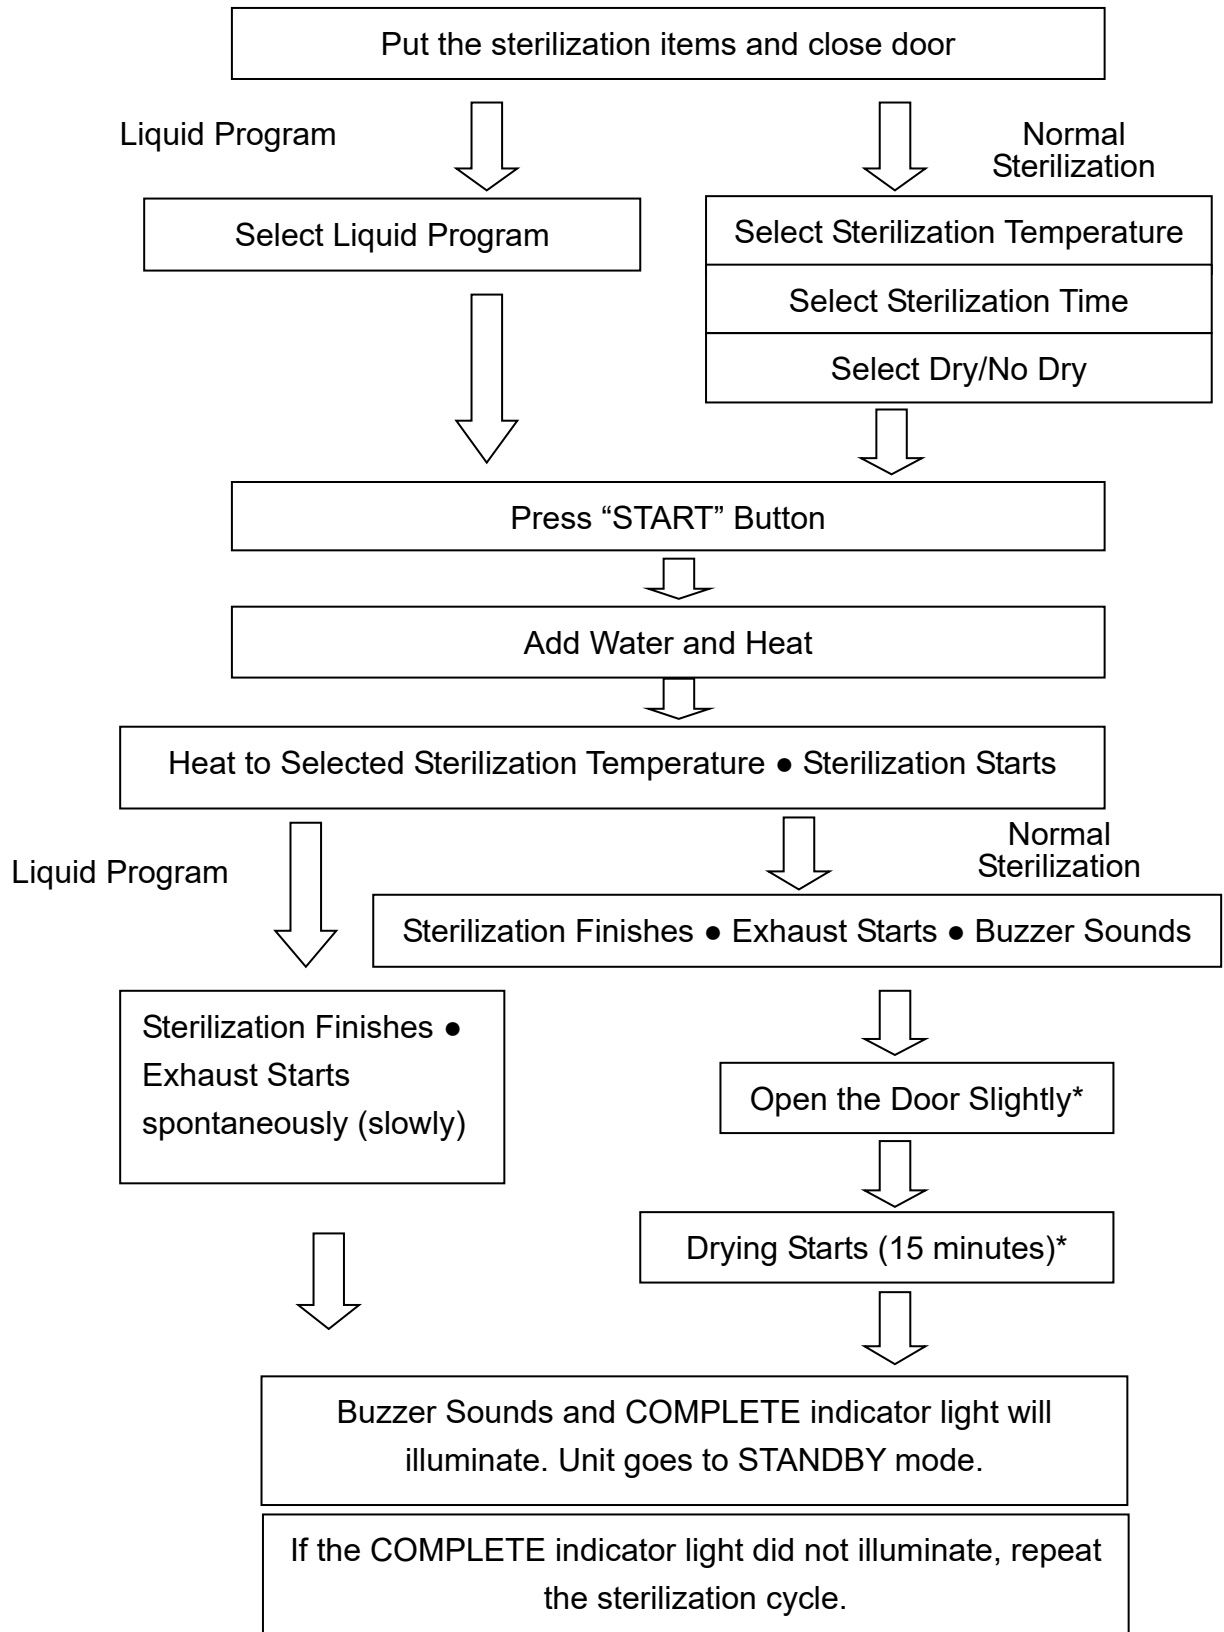 Put the sterilization items and close door
Liquid Program
Normal
Sterilization
Select Liquid Program
Select Sterilization Temperature
Select Sterilization Time
Select Dry/No Dry
Press “START” Button
Add Water and Heat
Heat to Selected Sterilization Temperature ● Sterilization Starts
Liquid Program
Normal
Sterilization
Sterilization Finishes ● Exhaust Starts ● Buzzer Sounds
Sterilization Finishes ●
Exhaust Starts
spontaneously (slowly)
Open the Door Slightly*
Drying Starts (15 minutes)*
Buzzer Sounds and COMPLETE indicator light will
illuminate. Unit goes to STANDBY mode.
If the COMPLETE indicator light did not illuminate, repeat
the sterilization cycle.